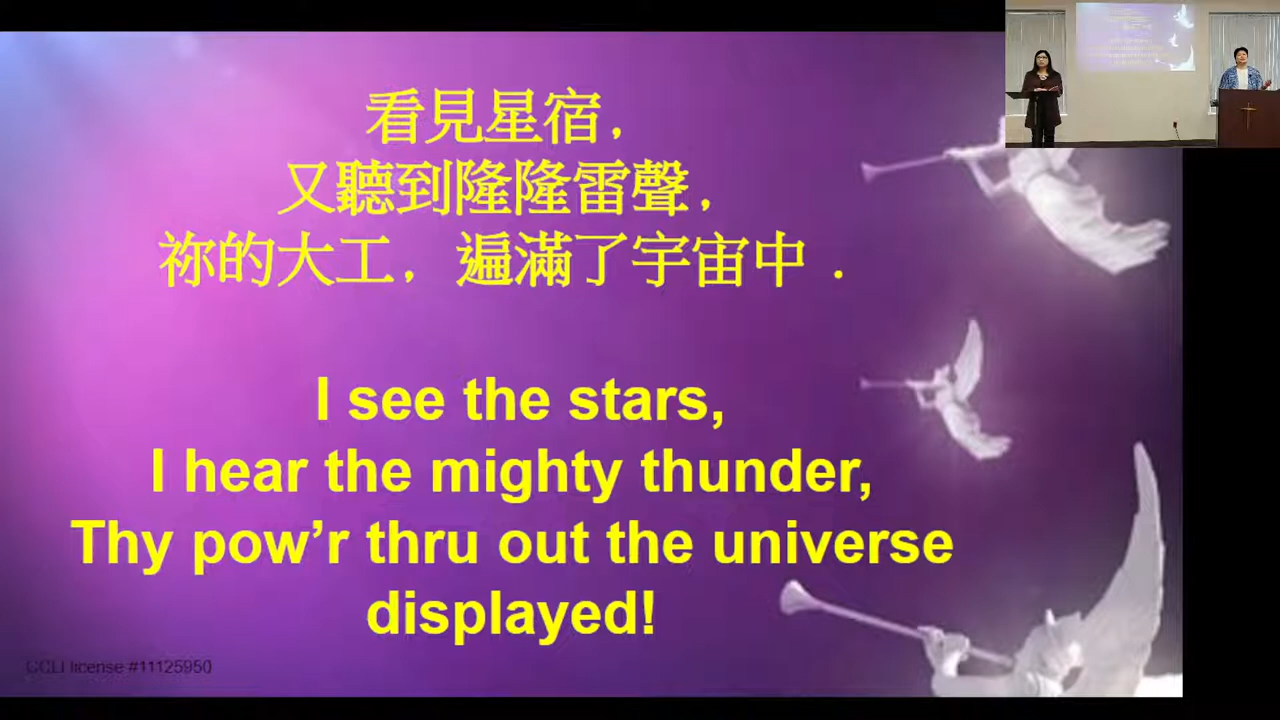 看見星宿，
又聽到隆隆雷聲，
祢的大工，遍滿了宇宙中．
I see the stars,
I hear the mighty thunder,
Thy pow’r thru out the universe
displayed!
CCLI license #11125950